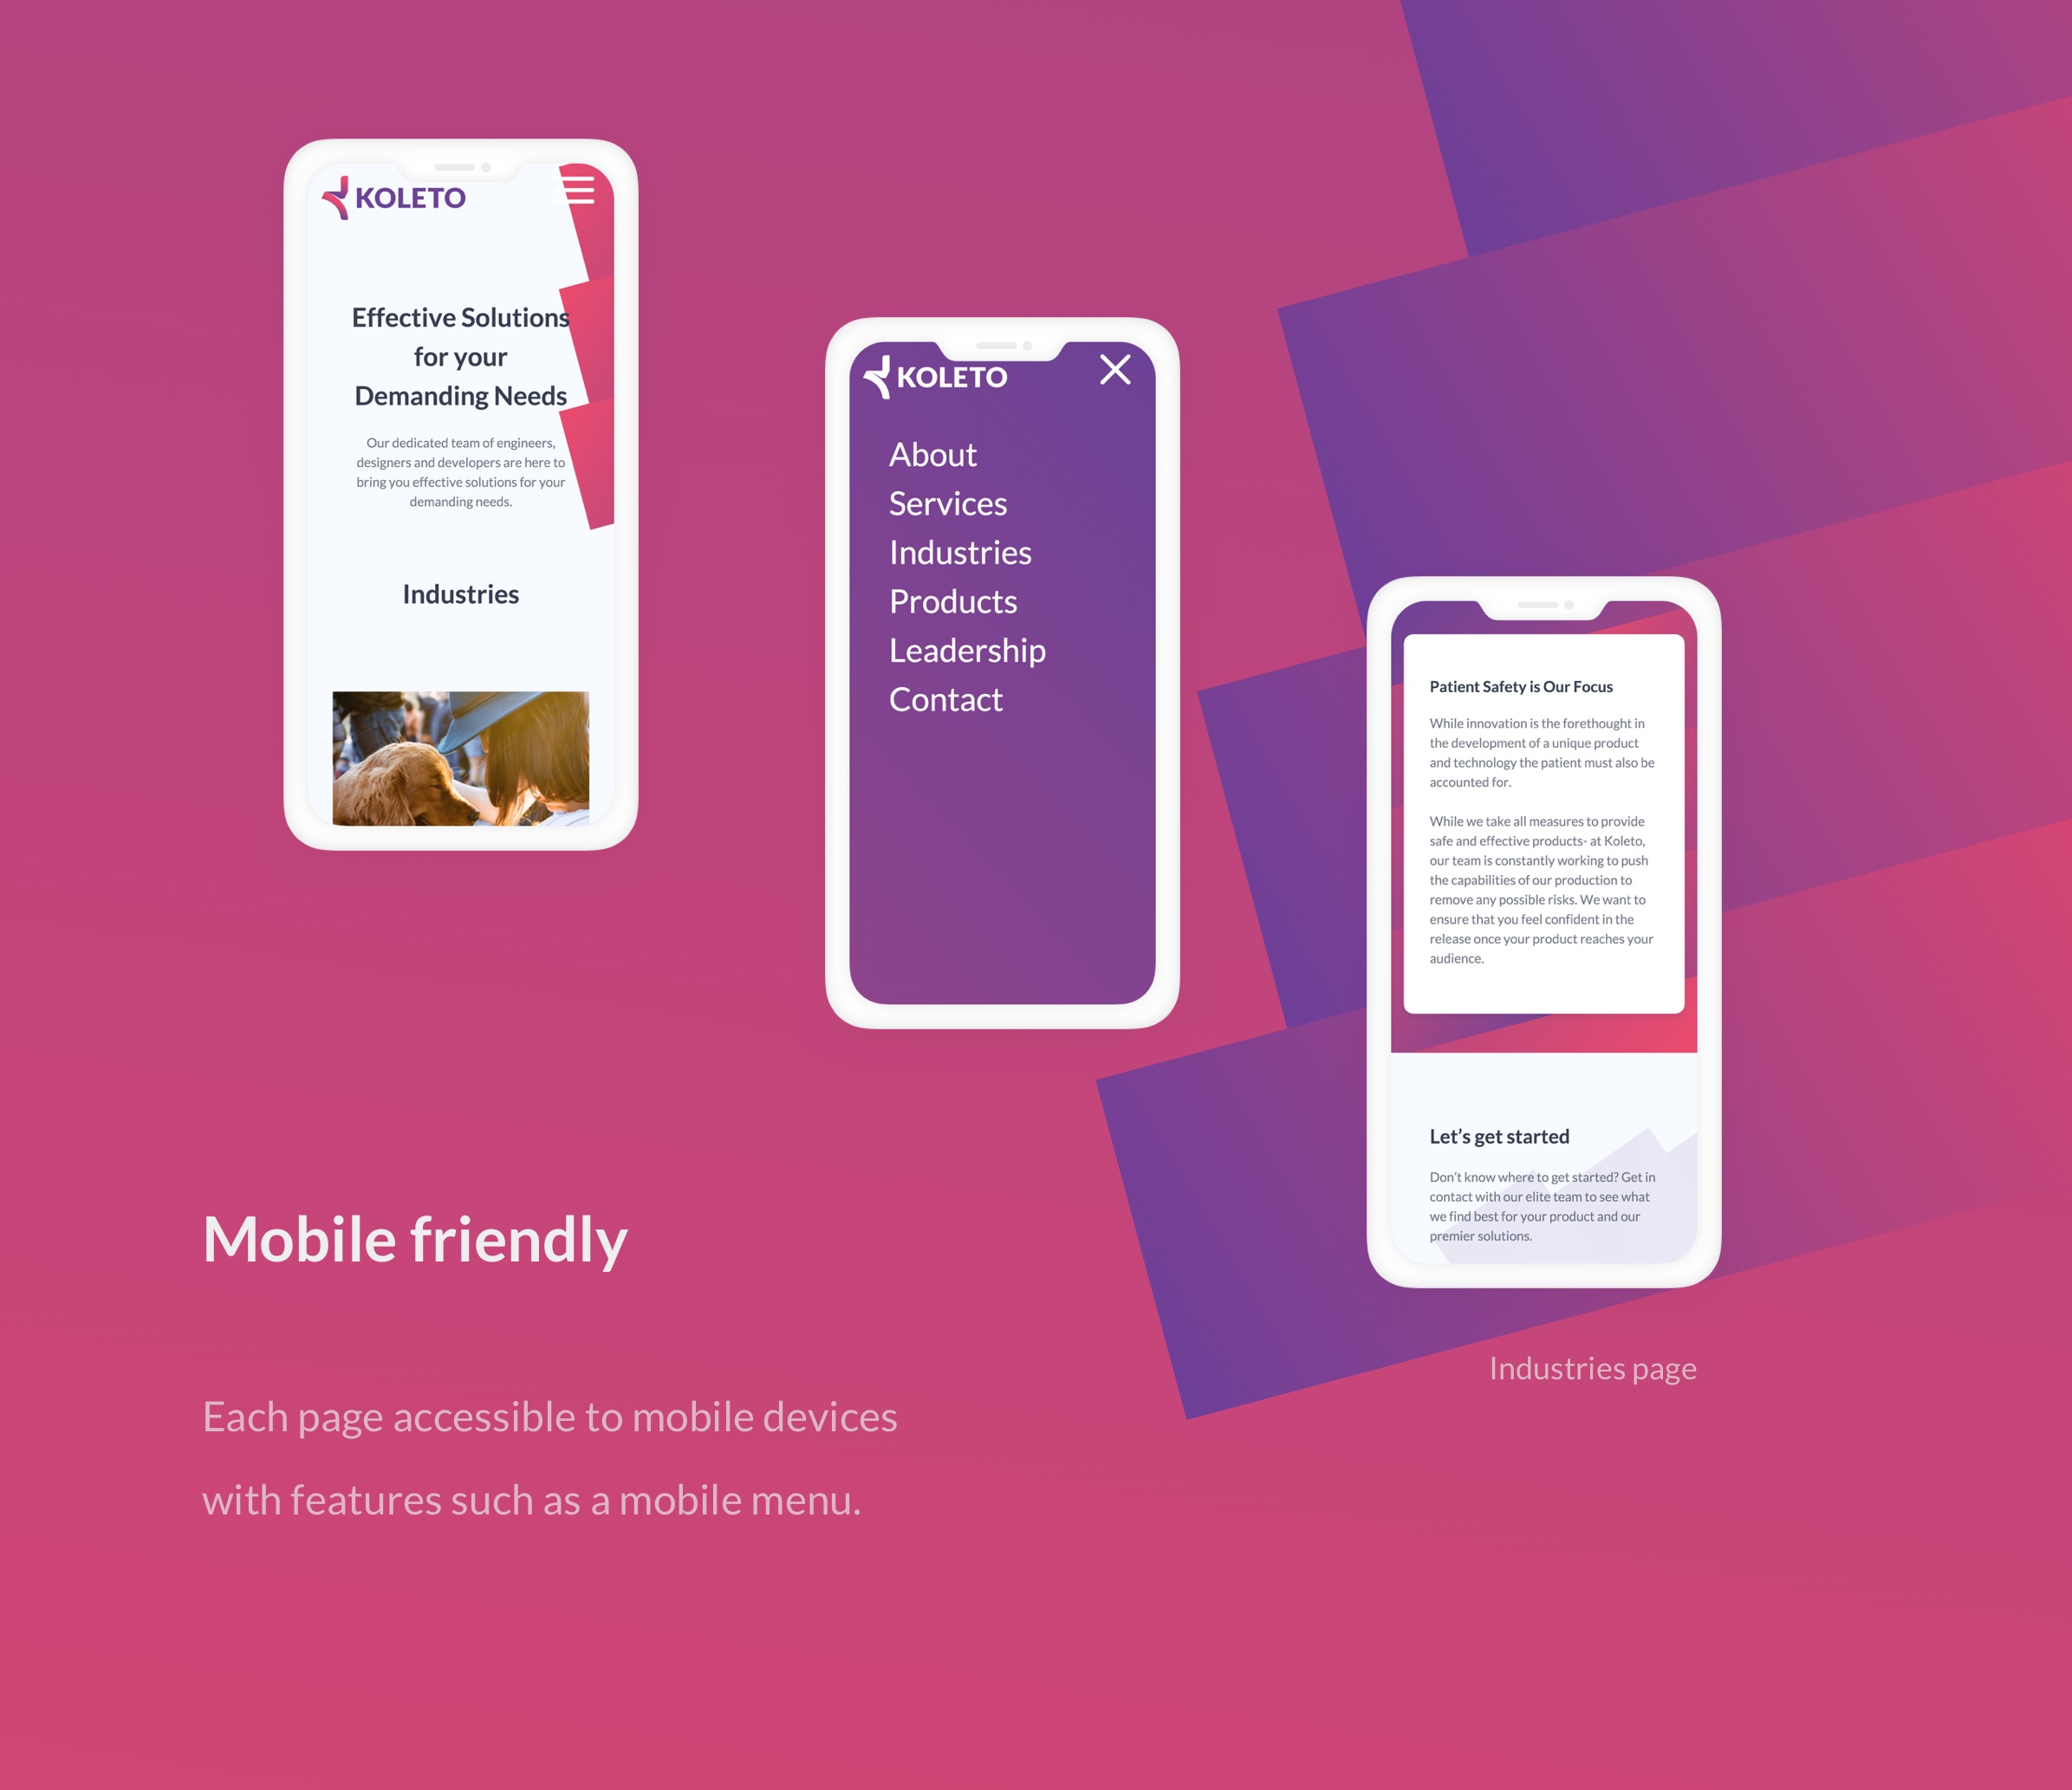 KOLETO
Effective Solutions
for your
Demanding Needs
Our dedicated team of engineers,
designers and developers are here to
bring you effective solutions for your
demanding needs.
Industries
KOLETO
About
Services
Industries
Products
Leadership
Contact
Patient Safety is Our Focus
While innovation is the forethought in
the development of a unique product
and technology the patient must also be
accounted for.
While we take all measures to provide
safe and effective products- at Koleto,
our team is constantly working to push
the capabilities of our production to
remove any possible risks. We want to
ensure that you feel confident in the
release once your product reaches your
audience.
Let’s get started
Don’t know where to get started? Get in
contact with our elite team to see what
we find best for your product and our
premier solutions.
Industries page
Mobile friendly
Each page accessible to mobile devices
with features such as a mobile menu.